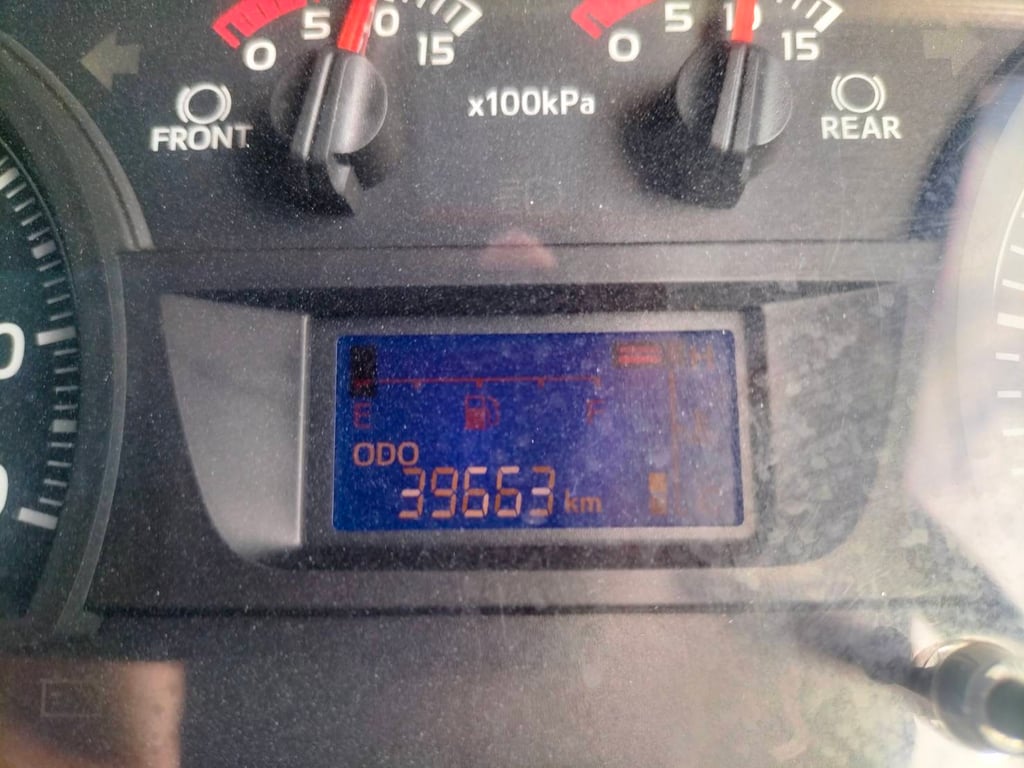 0 5 10 15
0 5 10 15
x100kPa
FRONT
REAR
E F
ODO
39663 km